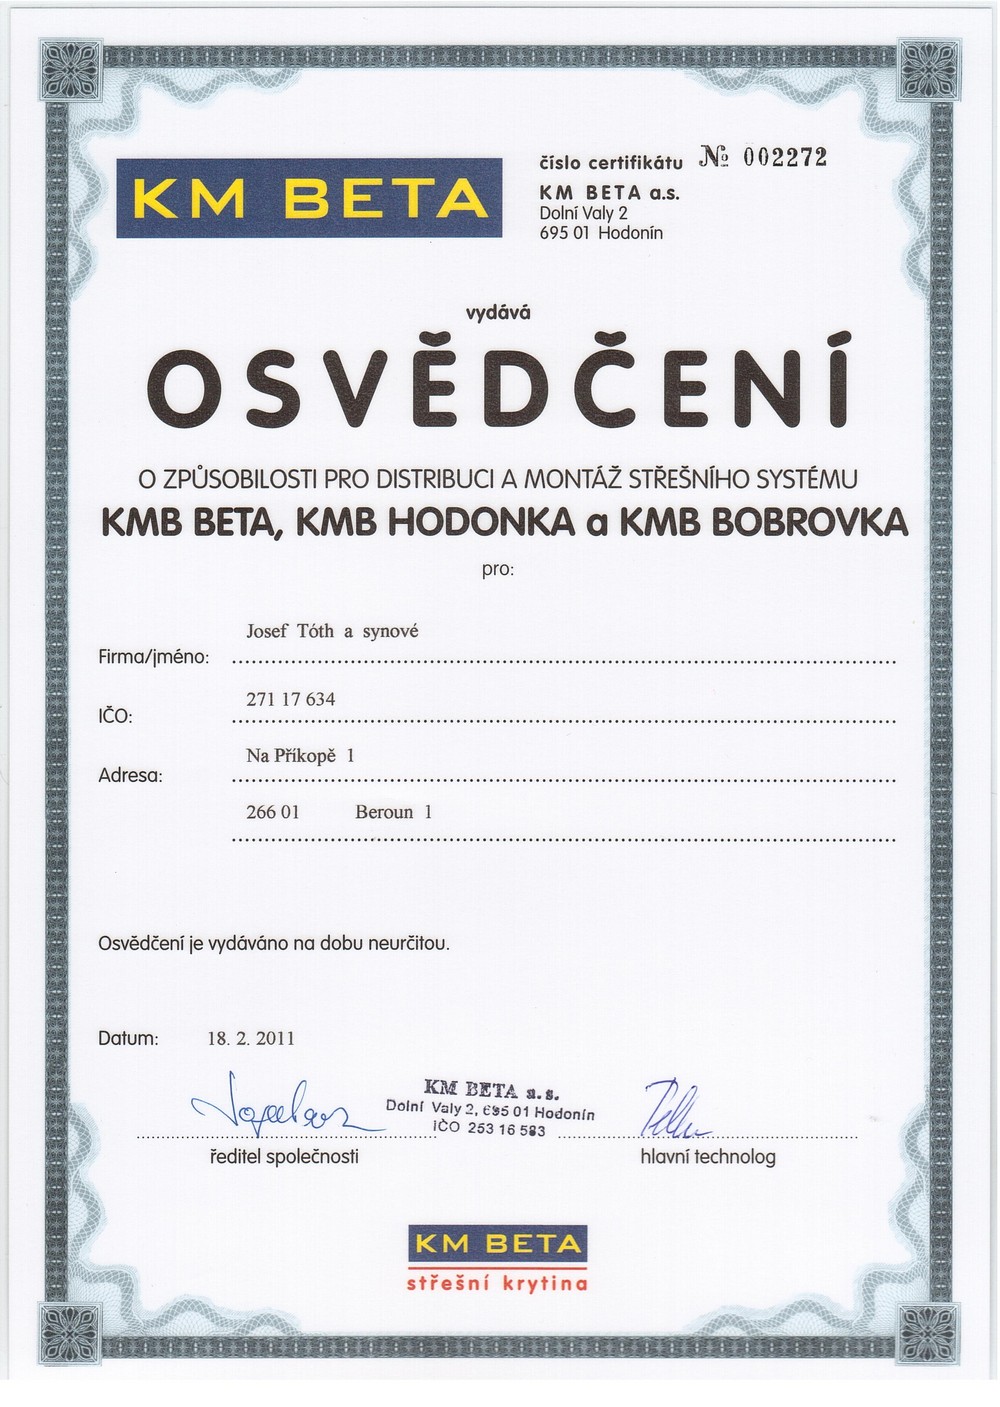 KM BETA
číslo certifikátu № 002272
KM BETA a.s.
Dolní Valy 2
695 01 Hodonín
vydává
OSVĚDČENÍ
O ZPŮSOBILOSTI PRO DISTRIBUCI A MONTÁŽ STŘEŠNÍHO SYSTÉMU
KMB BETA, KMB HODONKA a KMB BOBROVKA
pro:
Josef Tóth a synové
Firma/jméno:
271 17 634
IČO:
Na Příkopě 1
Adresa:
266 01 Beroun 1
Osvědčení je vydáváno na dobu neurčitou.
Datum: 18. 2. 2011
KM BETA a.s.
Dolní Valy 2, 695 01 Hodonín
IČO 253 16 583
ředitel společnosti
hlavní technolog
KM BETA
střešní krytina